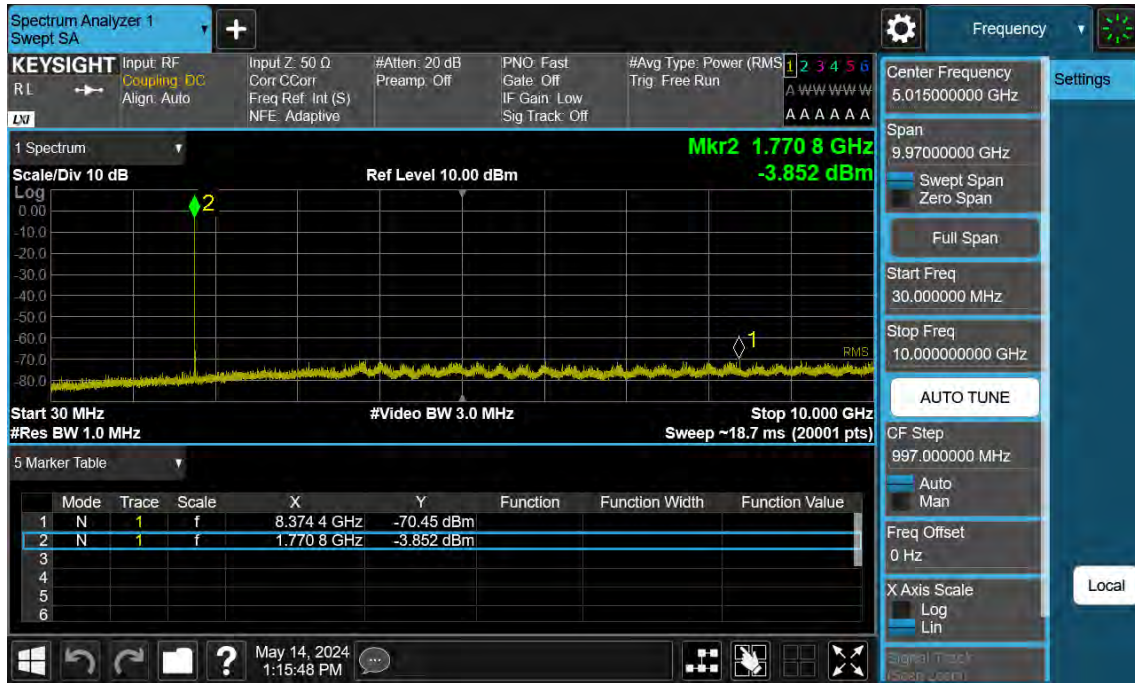 Spectrum Analyzer 1
Swept SA
+
Frequency
KEYSIGHT
RL
LXI
Input: RF
Coupling: DC
Align: Auto
Input Z: 50 Ω
Corr CCorr
Freq Ref: Int (S)
NFE: Adaptive
#Atten: 20 dB
Preamp: Off
PNO: Fast
Gate: Off
IF Gain: Low
Sig Track: Off
#Avg Type: Power (RMS
Trig: Free Run
1 2 3 4 5 6
A W W W W W
A A A A A A
Center Frequency
5.015000000 GHz
Settings
1 Spectrum
Mkr2 1.770 8 GHz
Scale/Div 10 dB
Ref Level 10.00 dBm
-3.852 dBm
Log
0.00
-10.0
-20.0
-30.0
-40.0
-50.0
-60.0
-70.0
-80.0
2
1
RMS
Start 30 MHz
#Video BW 3.0 MHz
Stop 10.000 GHz
#Res BW 1.0 MHz
Sweep ~18.7 ms (20001 pts)
Span
9.97000000 GHz
Swept Span
Zero Span
Full Span
Start Freq
30.000000 MHz
Stop Freq
10.000000000 GHz
AUTO TUNE
CF Step
997.000000 MHz
Auto
Man
Freq Offset
0 Hz
X Axis Scale
Log
Lin
Signal Track
(Span Zoom)
Local
5 Marker Table
Mode Trace Scale X Y Function Function Width Function Value
1 N 1 f 8.374 4 GHz -70.45 dBm
2 N 1 f 1.770 8 GHz -3.852 dBm
3
4
5
6
?
May 14, 2024
1:15:48 PM